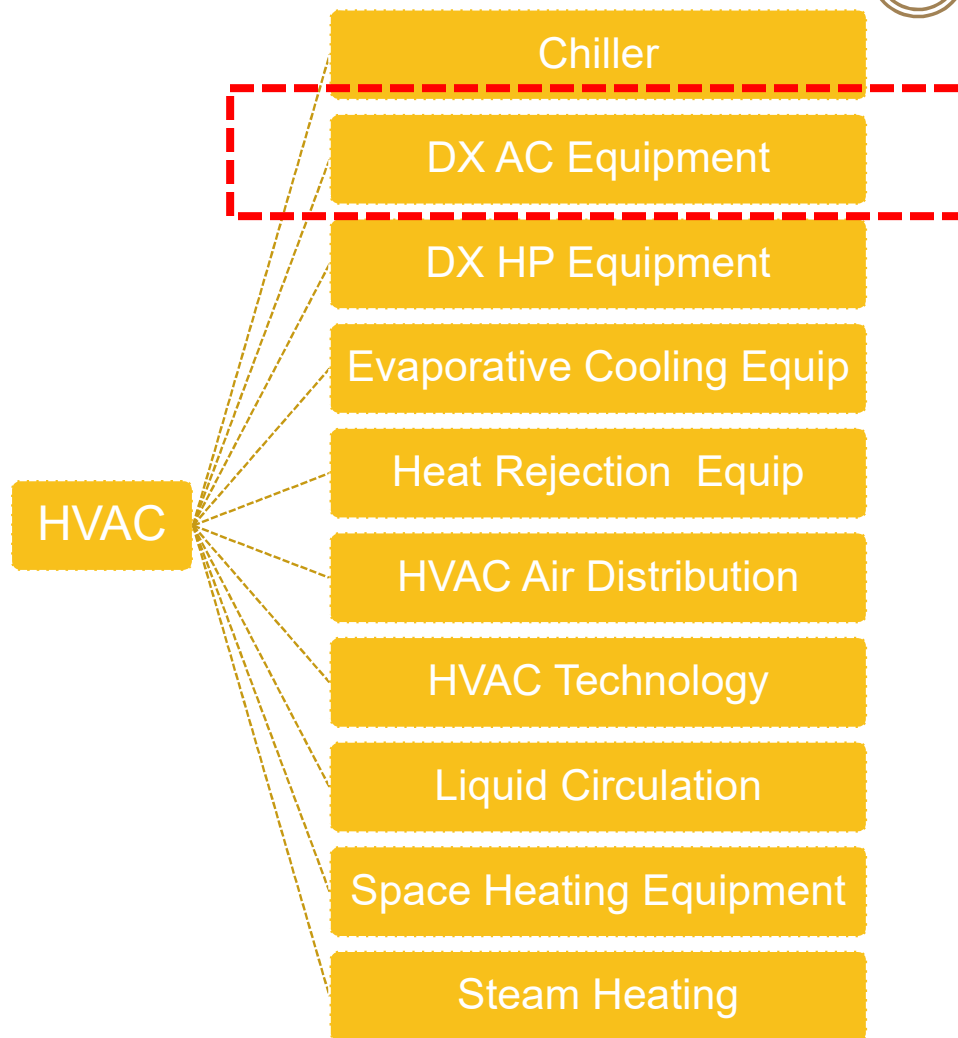 Chiller
DX AC Equipment
DX HP Equipment
Evaporative Cooling Equip
Heat Rejection  Equip
HVAC
HVAC Air Distribution
HVAC Technology
Liquid Circulation
Space Heating Equipment
Steam Heating